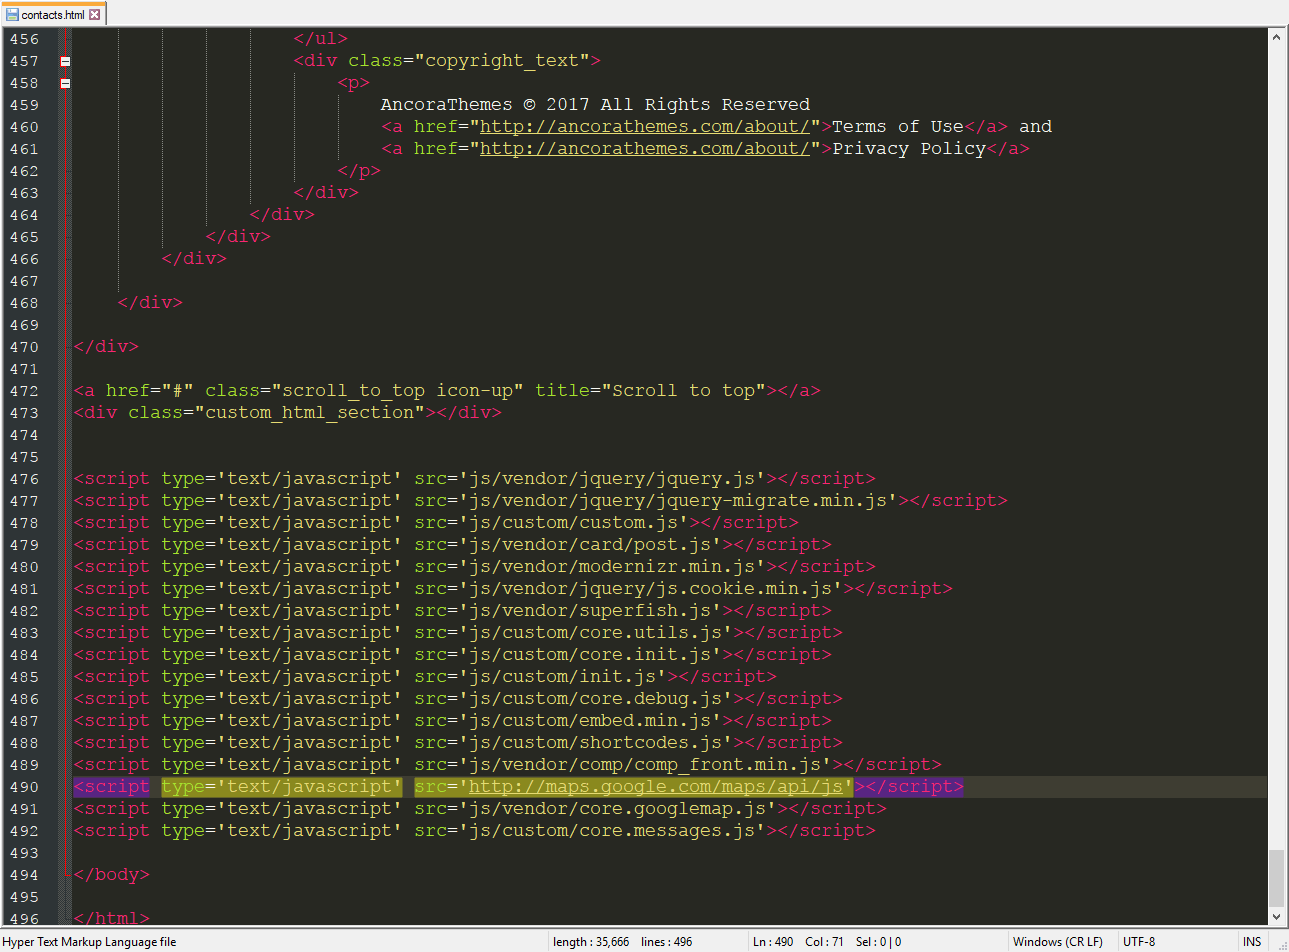 contacts.html
456 </ul>
457 <div class="copyright_text">
458 <p>
459 AncoraThemes © 2017 All Rights Reserved
460 <a href="http://ancorathemes.com/about/">Terms of Use</a> and
461 <a href="http://ancorathemes.com/about/">Privacy Policy</a>
462 </p>
463 </div>
464 </div>
465 </div>
466 </div>
467
468 </div>
469
470 </div>
471
472 <a href="#" class="scroll_to_top icon-up" title="Scroll to top"></a>
473 <div class="custom_html_section"></div>
474
475
476 <script type='text/javascript' src='js/vendor/jquery/jquery.js'></script>
477 <script type='text/javascript' src='js/vendor/jquery/jquery-migrate.min.js'></script>
478 <script type='text/javascript' src='js/custom/custom.js'></script>
479 <script type='text/javascript' src='js/vendor/card/post.js'></script>
480 <script type='text/javascript' src='js/vendor/modernizr.min.js'></script>
481 <script type='text/javascript' src='js/vendor/jquery/js.cookie.min.js'></script>
482 <script type='text/javascript' src='js/vendor/superfish.js'></script>
483 <script type='text/javascript' src='js/custom/core.utils.js'></script>
484 <script type='text/javascript' src='js/custom/core.init.js'></script>
485 <script type='text/javascript' src='js/custom/init.js'></script>
486 <script type='text/javascript' src='js/custom/core.debug.js'></script>
487 <script type='text/javascript' src='js/custom/embed.min.js'></script>
488 <script type='text/javascript' src='js/custom/shortcodes.js'></script>
489 <script type='text/javascript' src='js/vendor/comp/comp_front.min.js'></script>
490 <script type='text/javascript' src='http://maps.google.com/maps/api/js'></script>
491 <script type='text/javascript' src='js/vendor/core.googlemap.js'></script>
492 <script type='text/javascript' src='js/custom/core.messages.js'></script>
493
494 </body>
495
496 </html>
Hyper Text Markup Language file length : 35,666 lines : 496 Ln : 490 Col : 71 Sel : 0 | 0 Windows (CR LF) UTF-8 INS